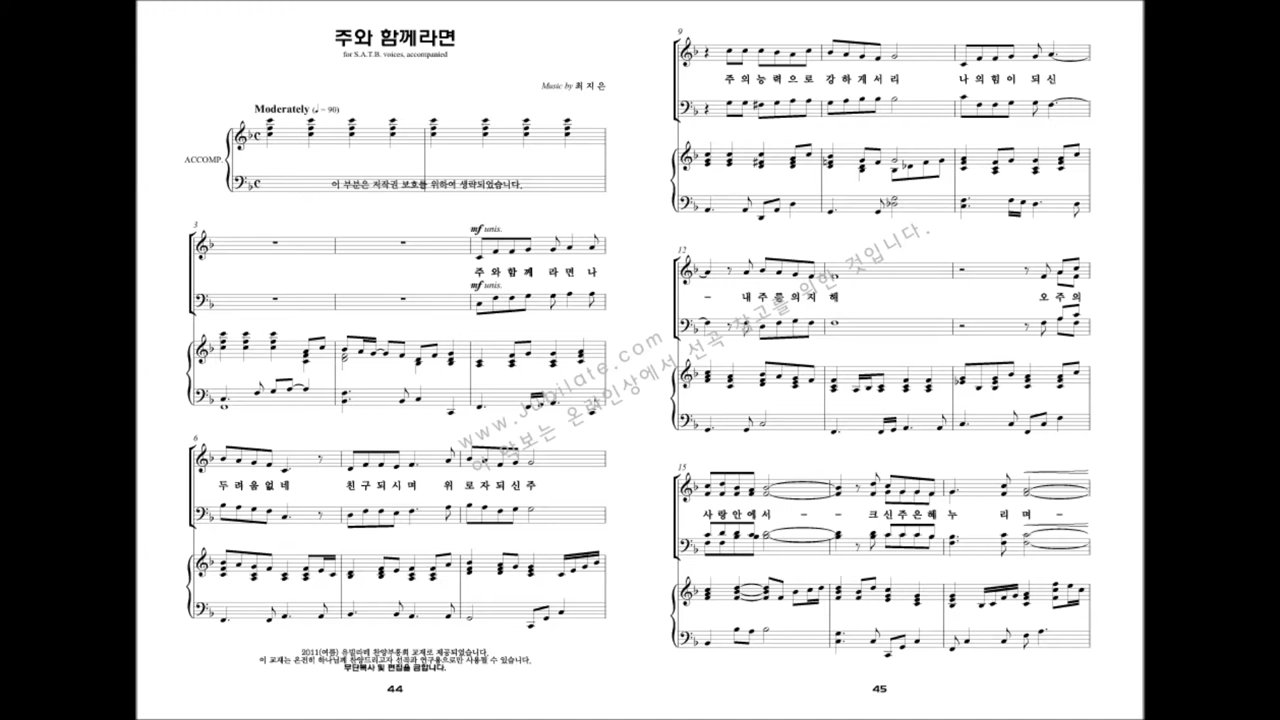 주와 함께라면
for S.A.T.B. voices, accompanied
Music by 최 지 은
Moderately (♩ = 90)
ACCOMP.
이 부분은 저작권 보호를 위하여 생략되었습니다.
3
mf unis.
주 와 함 께 라 면 나
mf unis.
6
두 려 움 없 네 친 구 되 시 며 위 로 자 되 신 주
2011(여름) 유빌라떼 찬양부흥회 교재로 제공되었습니다.
이 교재는 온전히 하나님께 찬양드리고자 선곡과 연구용으로만 사용될 수 있습니다.
무단복사 및 편집을 금합니다.
44
9
주 의 능 력 으 로 강 하 게 서 리 나 의 힘 이 되 신
12
- 내 주 를 의 지 해 오 주 의
15
사 랑 안 에 서 - - - 크 신 주 은 혜 누 리 며 -
45
www.jubilate.com
이 악보는 온라인상에서 선곡 참고를 위한 것입니다.